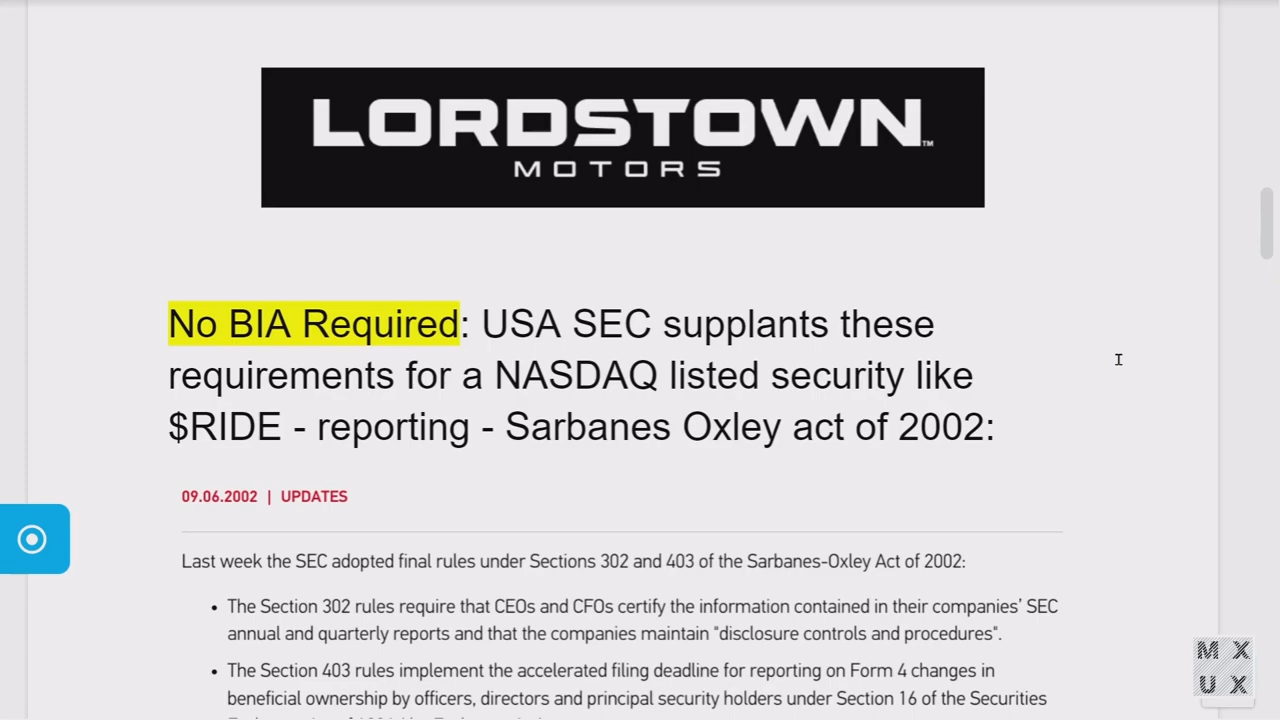 LORDSTOWN™
MOTORS
No BIA Required: USA SEC supplants these
requirements for a NASDAQ listed security like
$RIDE - reporting - Sarbanes Oxley act of 2002:
09.06.2002 | UPDATES
Last week the SEC adopted final rules under Sections 302 and 403 of the Sarbanes-Oxley Act of 2002:
• The Section 302 rules require that CEOs and CFOs certify the information contained in their companies' SEC
annual and quarterly reports and that the companies maintain "disclosure controls and procedures".
• The Section 403 rules implement the accelerated filing deadline for reporting on Form 4 changes in
beneficial ownership by officers, directors and principal security holders under Section 16 of the Securities
M X
U X